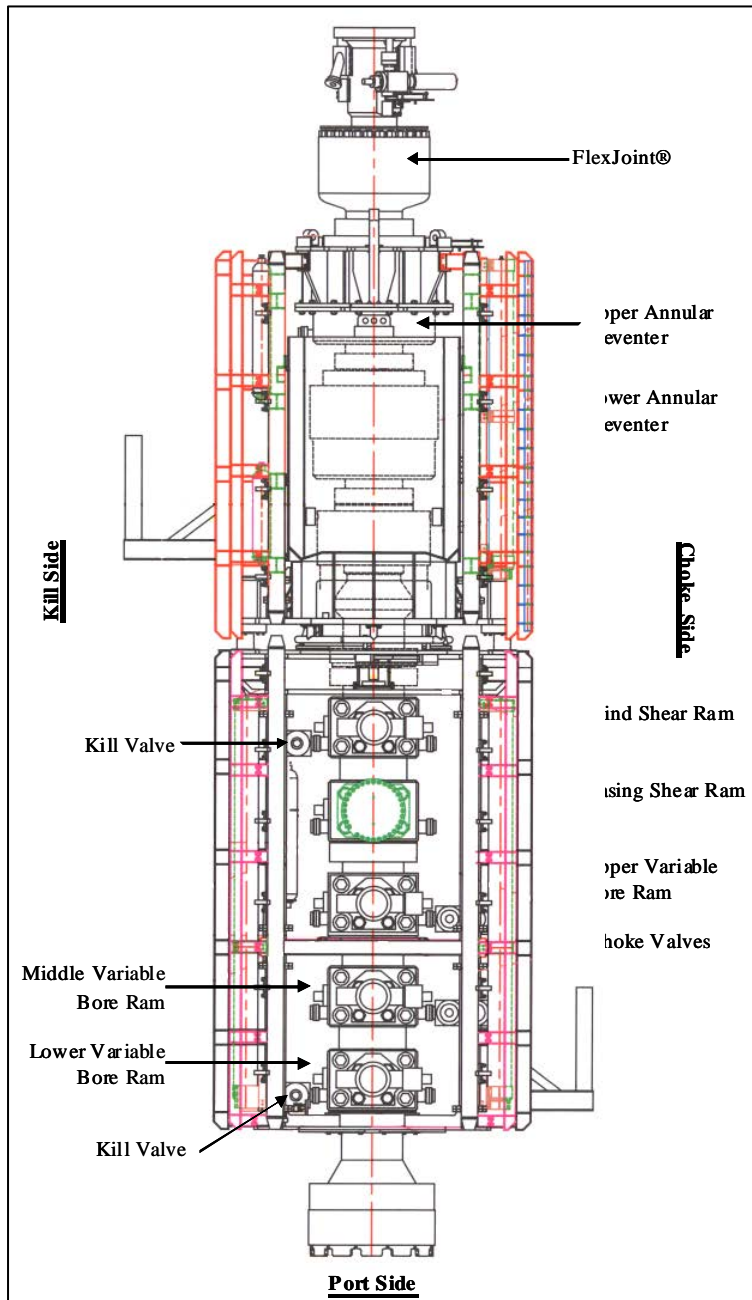 FlexJoint®
pper Annular
eventer
ower Annular
eventer
Kill Side
Choke Side
ind Shear Ram
Kill Valve
asing Shear Ram
pper Variable
ore Ram
hoke Valves
Middle Variable
Bore Ram
Lower Variable
Bore Ram
Kill Valve
Port Side